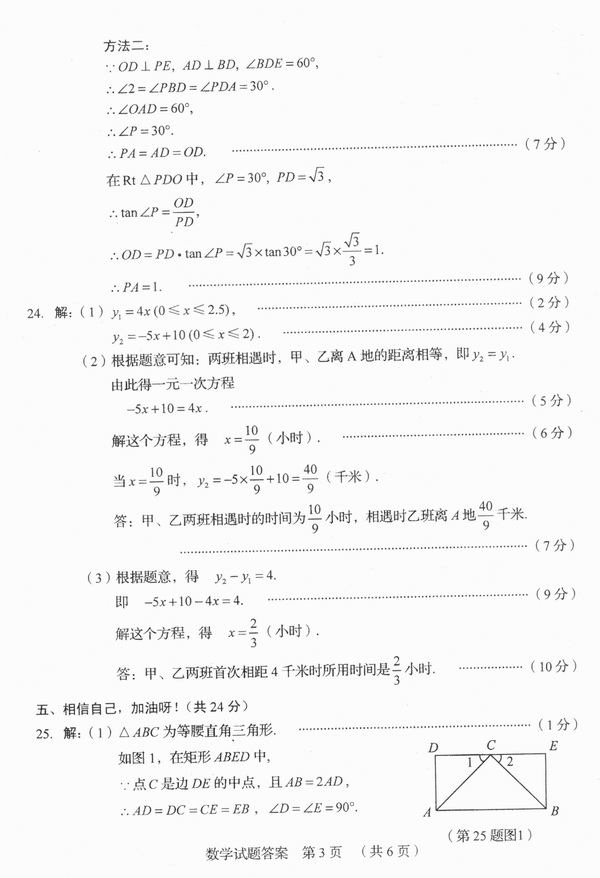 方法二：
∵OD⊥PE, AD⊥BD, ∠BDE=60°,
∴∠2=∠PBD=∠PDA=30°.
∴∠OAD=60°,
∴∠P=30°.
∴PA=AD=OD. ……（7分）
在Rt△PDO中，∠P=30°, PD=√3，
∴tan∠P=OD/PD,
∴OD=PD•tan∠P=√3×tan30°=√3×√3/3=1.
∴PA=1. ……（9分）
24. 解：（1）y₁=4x(0≤x≤2.5)， ……（2分）
y₂=−5x+10(0≤x≤2)． ……（4分）
（2）根据题意可知：两班相遇时，甲、乙离A地的距离相等，即y₂=y₁．
由此得一元一次方程
−5x+10=4x． ……（5分）
解这个方程，得 x=10/9（小时）． ……（6分）
当x=10/9时，y₂=−5×10/9+10=40/9（千米）．
答：甲、乙两班相遇时的时间为10/9小时，相遇时乙班离A地40/9千米．
……（7分）
（3）根据题意，得 y₂−y₁=4.
即 −5x+10−4x=4. ……（9分）
解这个方程，得 x=2/3（小时）．
答：甲、乙两班首次相距4千米时所用时间是2/3小时． ……（10分）
五、相信自己，加油呀！（共24分）
25. 解：（1）△ABC为等腰直角三角形． ……（1分）
如图1，在矩形ABED中，
∵点C是边DE的中点，且AB=2AD，
∴AD=DC=CE=EB，∠D=∠E=90°.
D C E
1 2
A B
（第25题图1）
数学试题答案 第3页 （共6页）